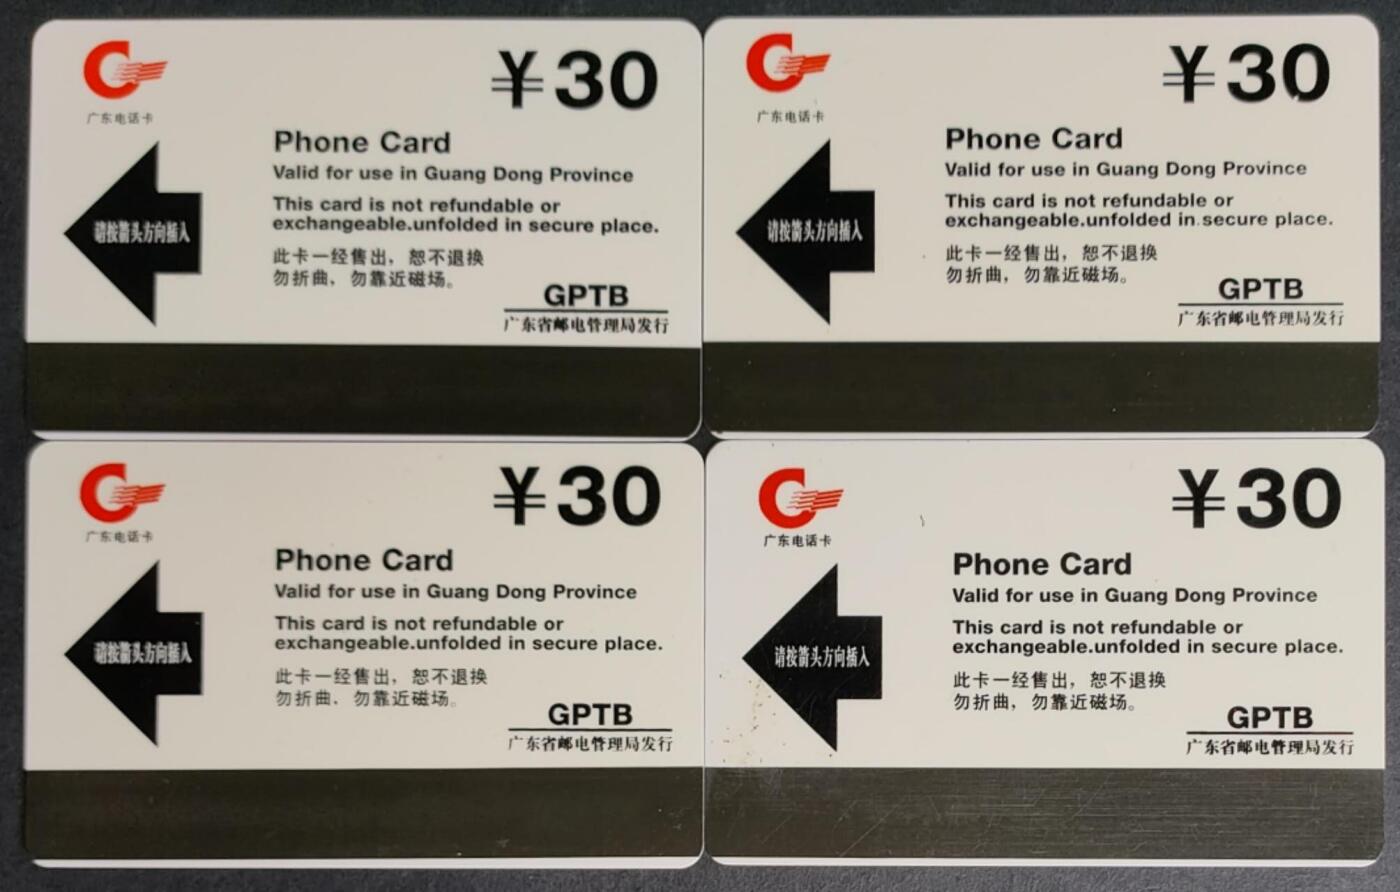 ¥30
广东电话卡
Phone Card
Valid for use in Guang Dong Province
This card is not refundable or
exchangeable.unfolded in secure place.
请按箭头方向插入
此卡一经售出，恕不退换
勿折曲，勿靠近磁场。
GPTB
广东省邮电管理局发行
¥30
广东电话卡
Phone Card
Valid for use in Guang Dong Province
This card is not refundable or
exchangeable.unfolded in secure place.
请按箭头方向插入
此卡一经售出，恕不退换
勿折曲，勿靠近磁场。
GPTB
广东省邮电管理局发行
¥30
广东电话卡
Phone Card
Valid for use in Guang Dong Province
This card is not refundable or
exchangeable.unfolded in secure place.
请按箭头方向插入
此卡一经售出，恕不退换
勿折曲、勿靠近磁场。
GPTB
广东省邮电管理局发行
¥30
广东电话卡
Phone Card
Valid for use in Guang Dong Province
This card is not refundable or
exchangeable.unfolded in secure place.
请按箭头方向插入
此卡一经售出，恕不退换
勿折曲，勿靠近磁场。
GPTB
广东省邮电管理局发行